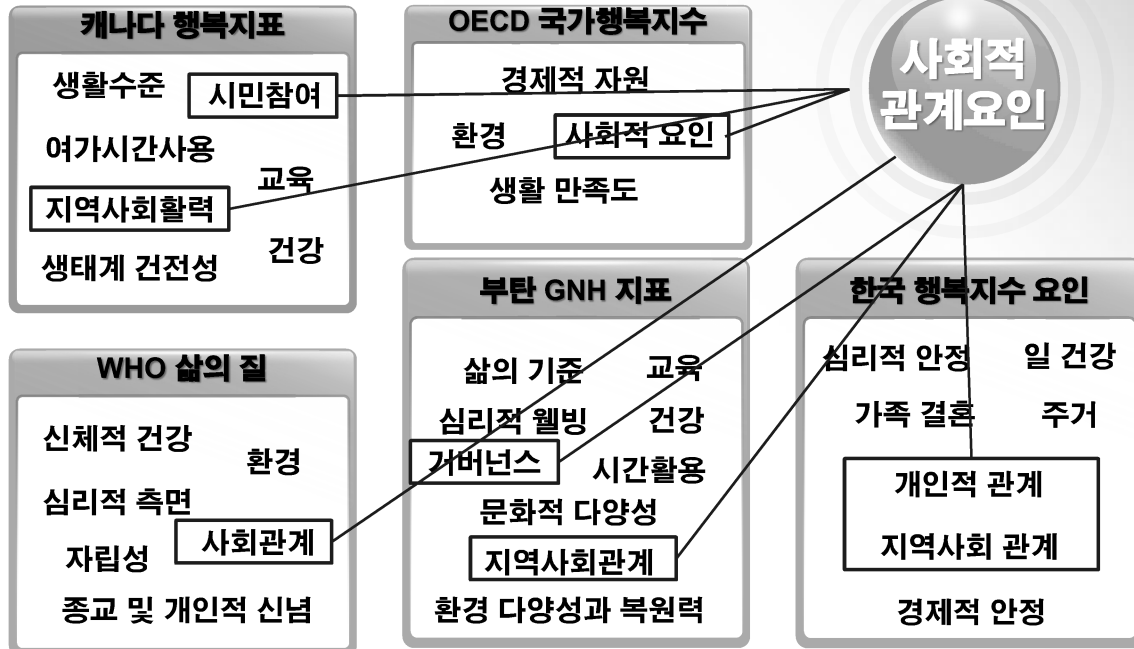 캐나다 행복지표
생활수준
시민참여
여가시간사용
교육
지역사회활력
건강
생태계 건전성
OECD 국가행복지수
경제적 자원
환경
사회적 요인
생활 만족도
사회적
관계요인
WHO 삶의 질
신체적 건강
환경
심리적 측면
사회관계
자립성
종교 및 개인적 신념
부탄 GNH 지표
삶의 기준
교육
심리적 웰빙
건강
거버넌스
시간활용
문화적 다양성
지역사회관계
환경 다양성과 복원력
한국 행복지수 요인
심리적 안정
일 건강
가족 결혼
주거
개인적 관계
지역사회 관계
경제적 안정